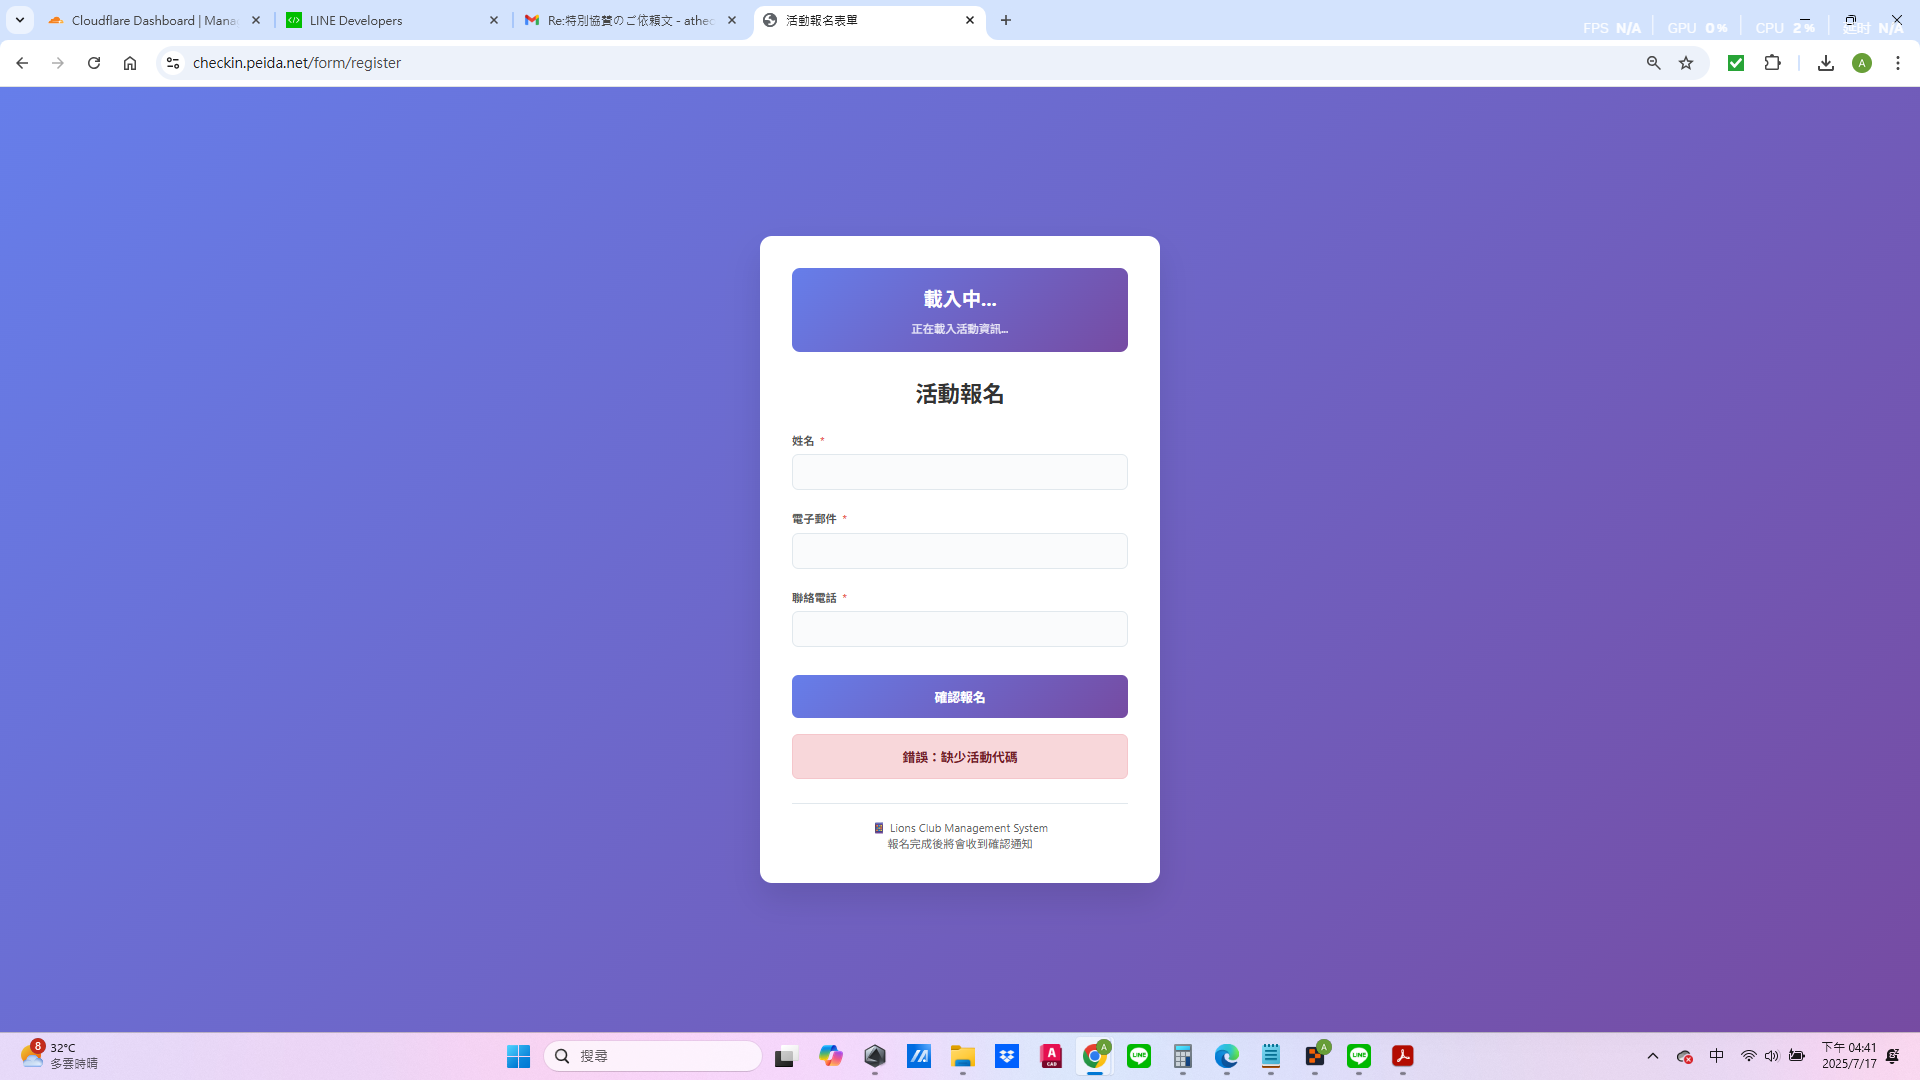 Cloudflare Dashboard | Mana
LINE Developers
Re:特別協賛のご依頼文 - athec
活動報名表單
FPS N/A GPU 0% CPU 2% 延时 N/A
checkin.peida.net/form/register
A
載入中...
正在載入活動資訊...
活動報名
姓名 *
電子郵件 *
聯絡電話 *
確認報名
錯誤：缺少活動代碼
Lions Club Management System
報名完成後將會收到確認通知
8
32°C
多雲時晴
搜尋
A
CAD
A
LINE
A
LINE
中
下午 04:41
2025/7/17